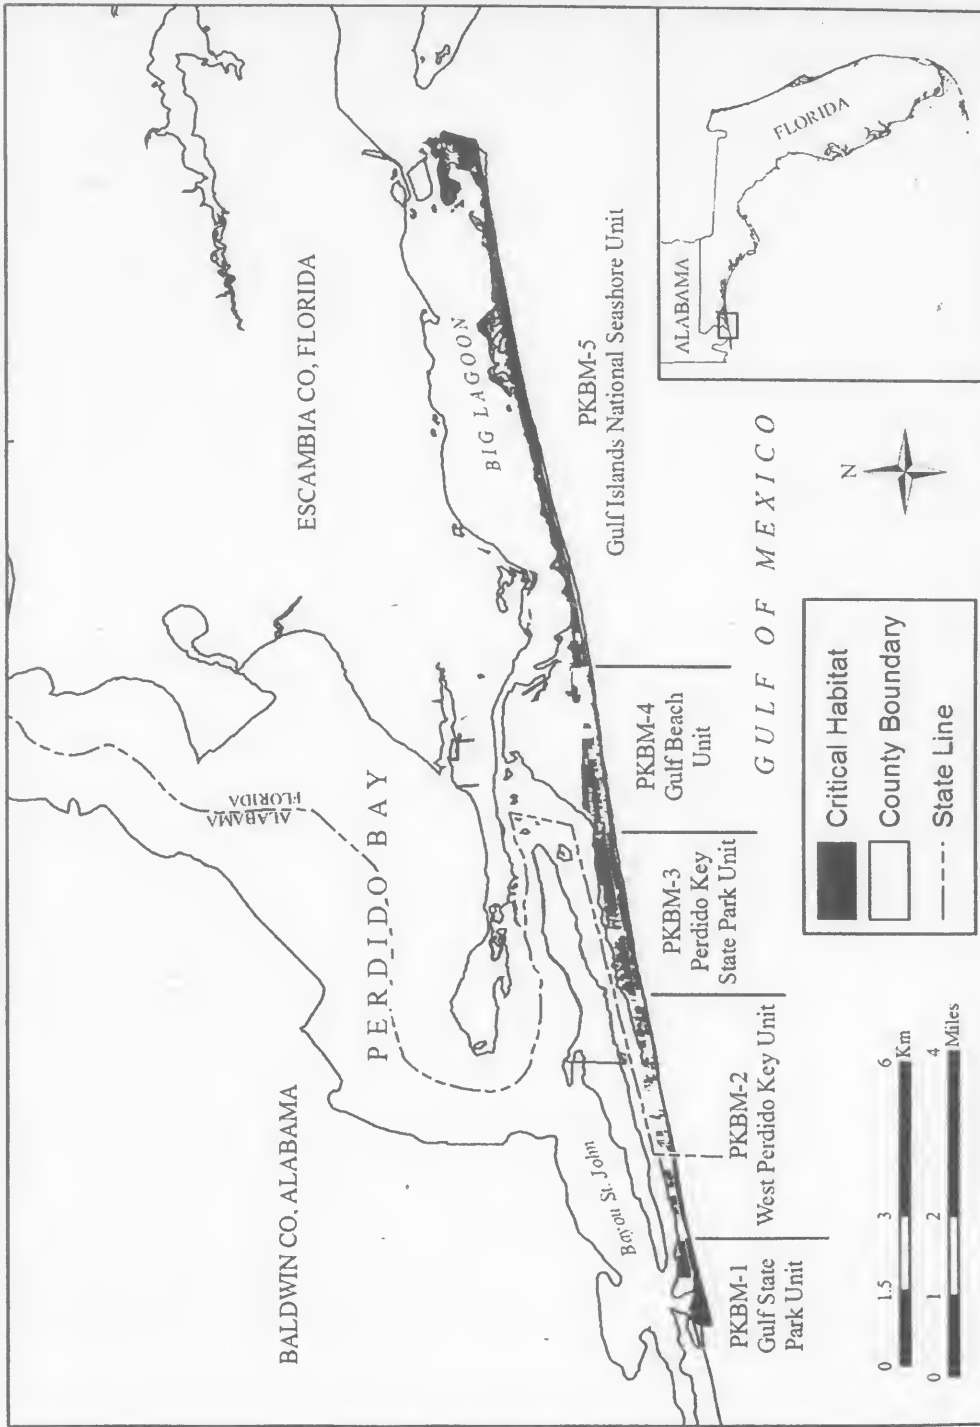 BALDWIN CO, ALABAMA
ESCAMBIA CO, FLORIDA
PERDIDO BAY
ALABAMA
FLORIDA
Bayou St. John
BIG LAGOON
PKBM-1
Gulf State
Park Unit
PKBM-2
West Perdido Key Unit
PKBM-3
Perdido Key
State Park Unit
PKBM-4
Gulf Beach
Unit
PKBM-5
Gulf Islands National Seashore Unit
GULF OF MEXICO
0 1.5 3 6
Km
0 1 2 4
Miles
Critical Habitat
County Boundary
State Line
N
ALABAMA
FLORIDA